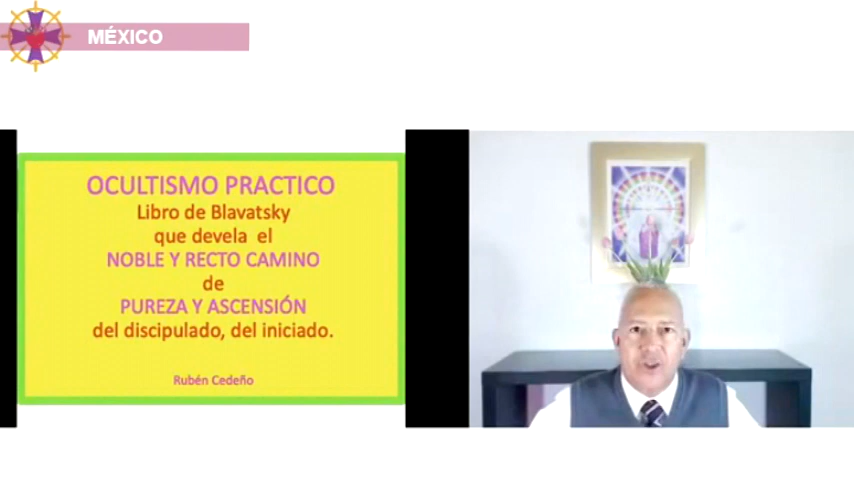 MÉXICO
OCULTISMO PRACTICO
Libro de Blavatsky
que devela el
NOBLE Y RECTO CAMINO
de
PUREZA Y ASCENSIÓN
del discipulado, del iniciado.
Rubén Cedeño